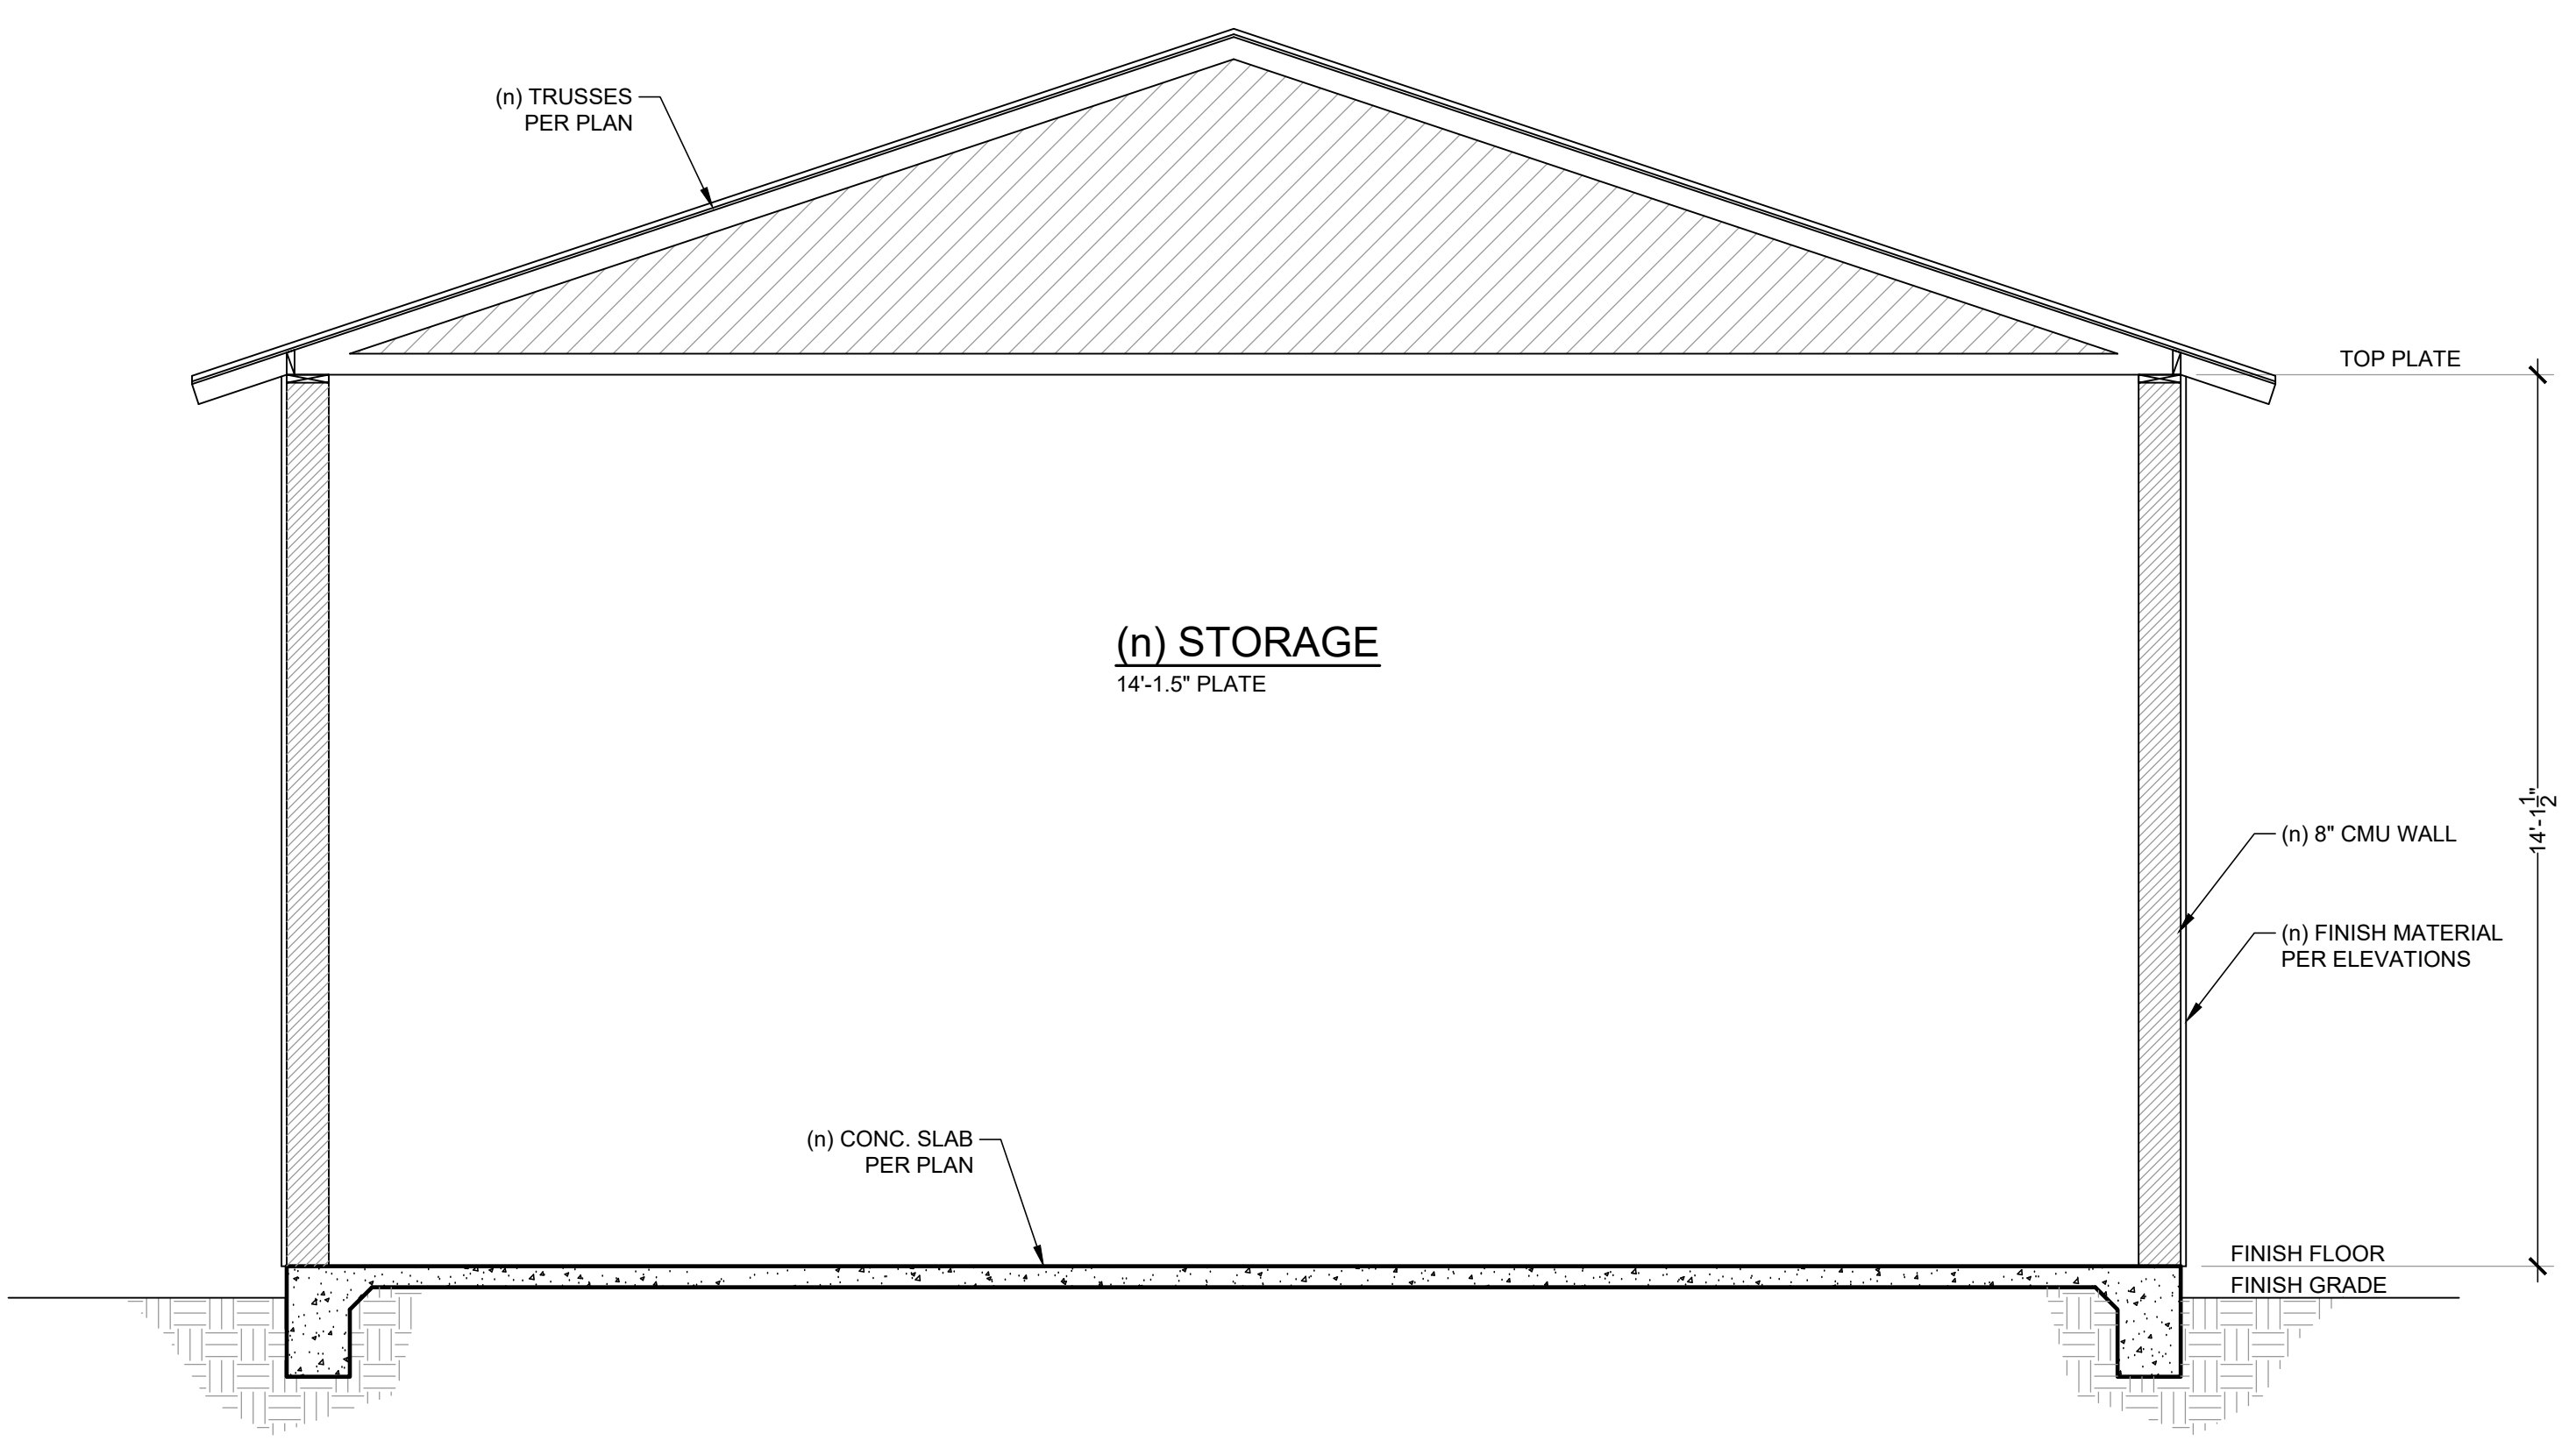 (n) TRUSSES
PER PLAN
TOP PLATE
(n) STORAGE
14'-1.5" PLATE
14'-1 1/2"
(n) 8" CMU WALL
(n) FINISH MATERIAL
PER ELEVATIONS
(n) CONC. SLAB
PER PLAN
FINISH FLOOR
FINISH GRADE